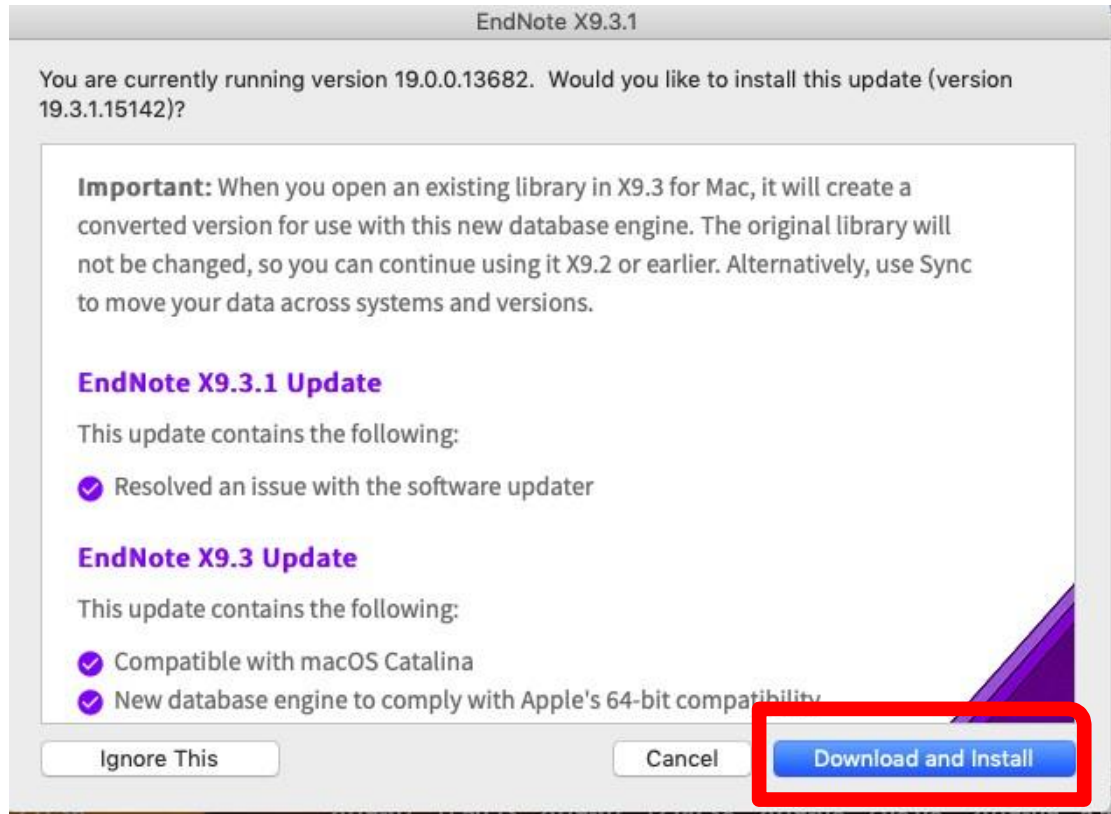 EndNote X9.3.1
You are currently running version 19.0.0.13682.  Would you like to install this update (version
19.3.1.15142)?
Important: When you open an existing library in X9.3 for Mac, it will create a
converted version for use with this new database engine. The original library will
not be changed, so you can continue using it X9.2 or earlier. Alternatively, use Sync
to move your data across systems and versions.
EndNote X9.3.1 Update
This update contains the following:
Resolved an issue with the software updater
EndNote X9.3 Update
This update contains the following:
Compatible with macOS Catalina
New database engine to comply with Apple's 64-bit compatibility
Ignore This
Cancel
Download and Install